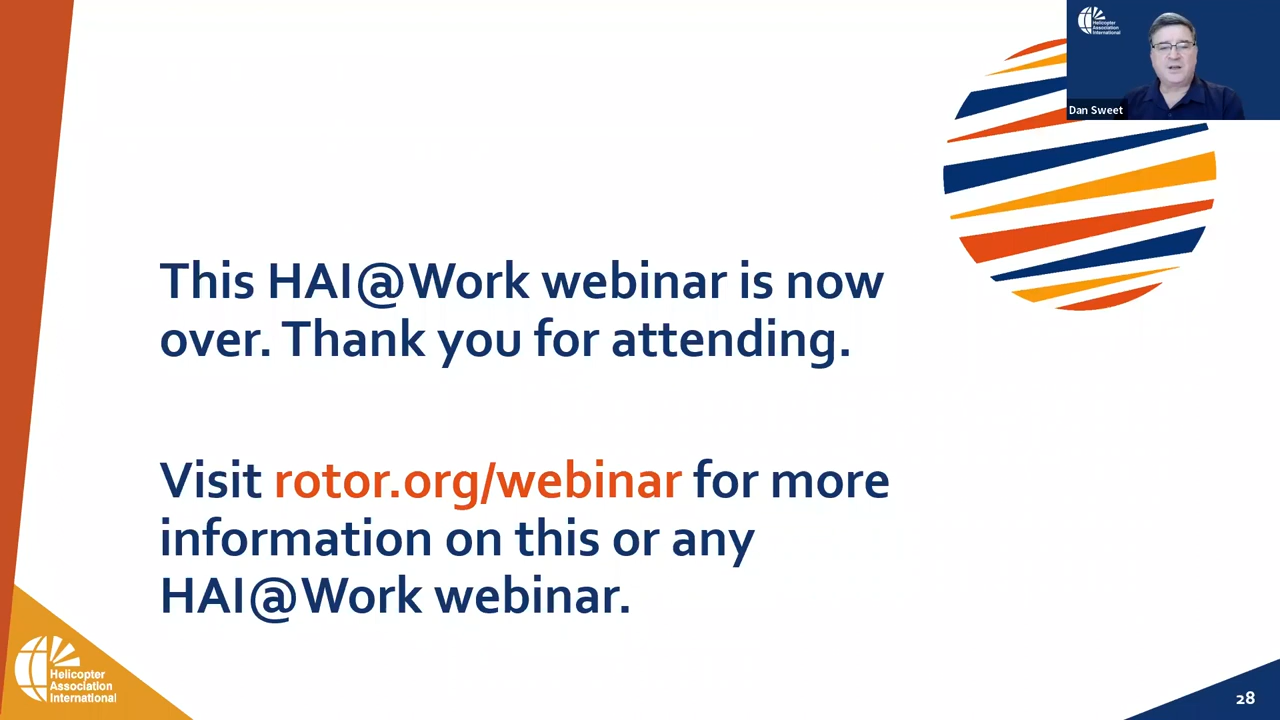 Helicopter
Association
International
Dan Sweet
This HAI@Work webinar is now
over. Thank you for attending.
Visit rotor.org/webinar for more
information on this or any
HAI@Work webinar.
Helicopter
Association
International
28